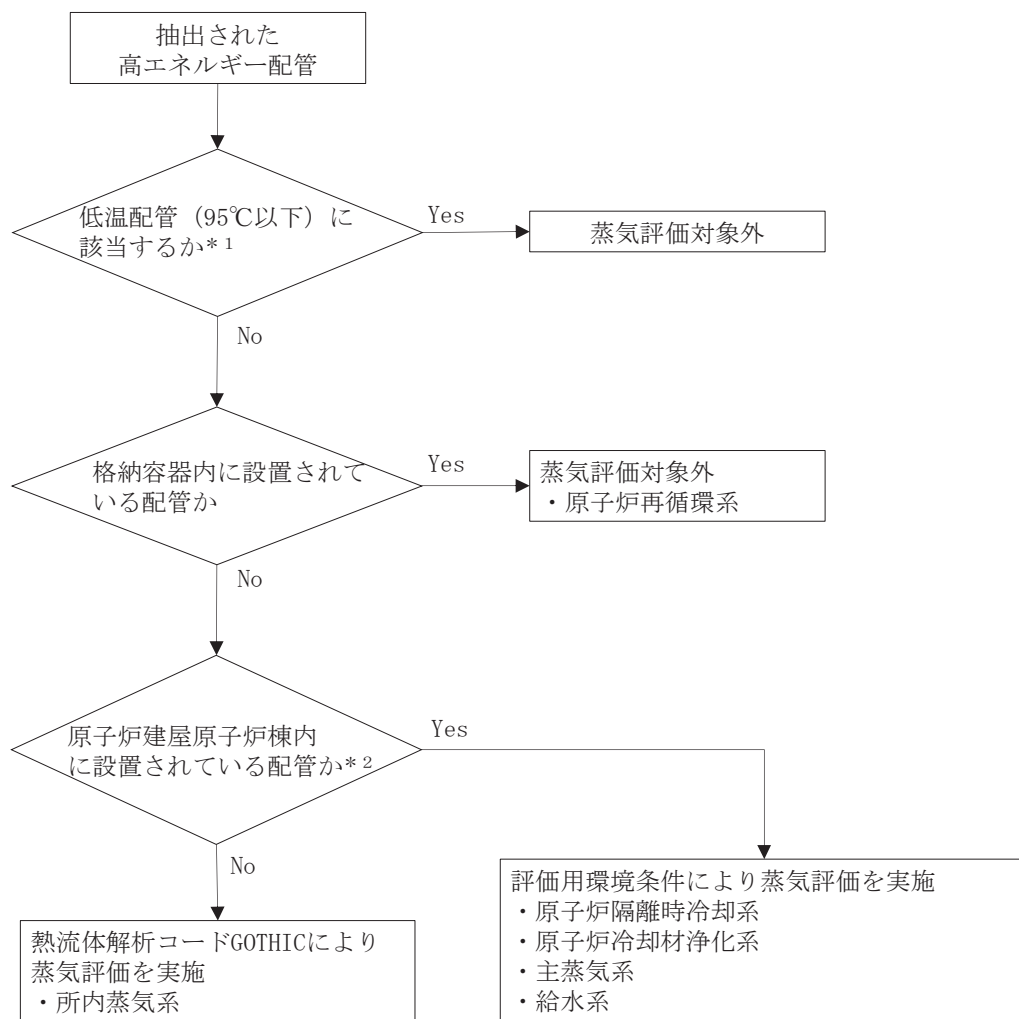 抽出された
高エネルギー配管
低温配管（95℃以下）に
該当するか*1
Yes
蒸気評価対象外
No
格納容器内に設置されて
いる配管か
Yes
蒸気評価対象外
・原子炉再循環系
No
原子炉建屋原子炉棟内
に設置されている配管か*2
Yes
No
評価用環境条件により蒸気評価を実施
・原子炉隔離時冷却系
・原子炉冷却材浄化系
・主蒸気系
・給水系
熱流体解析コードGOTHICにより
蒸気評価を実施
・所内蒸気系